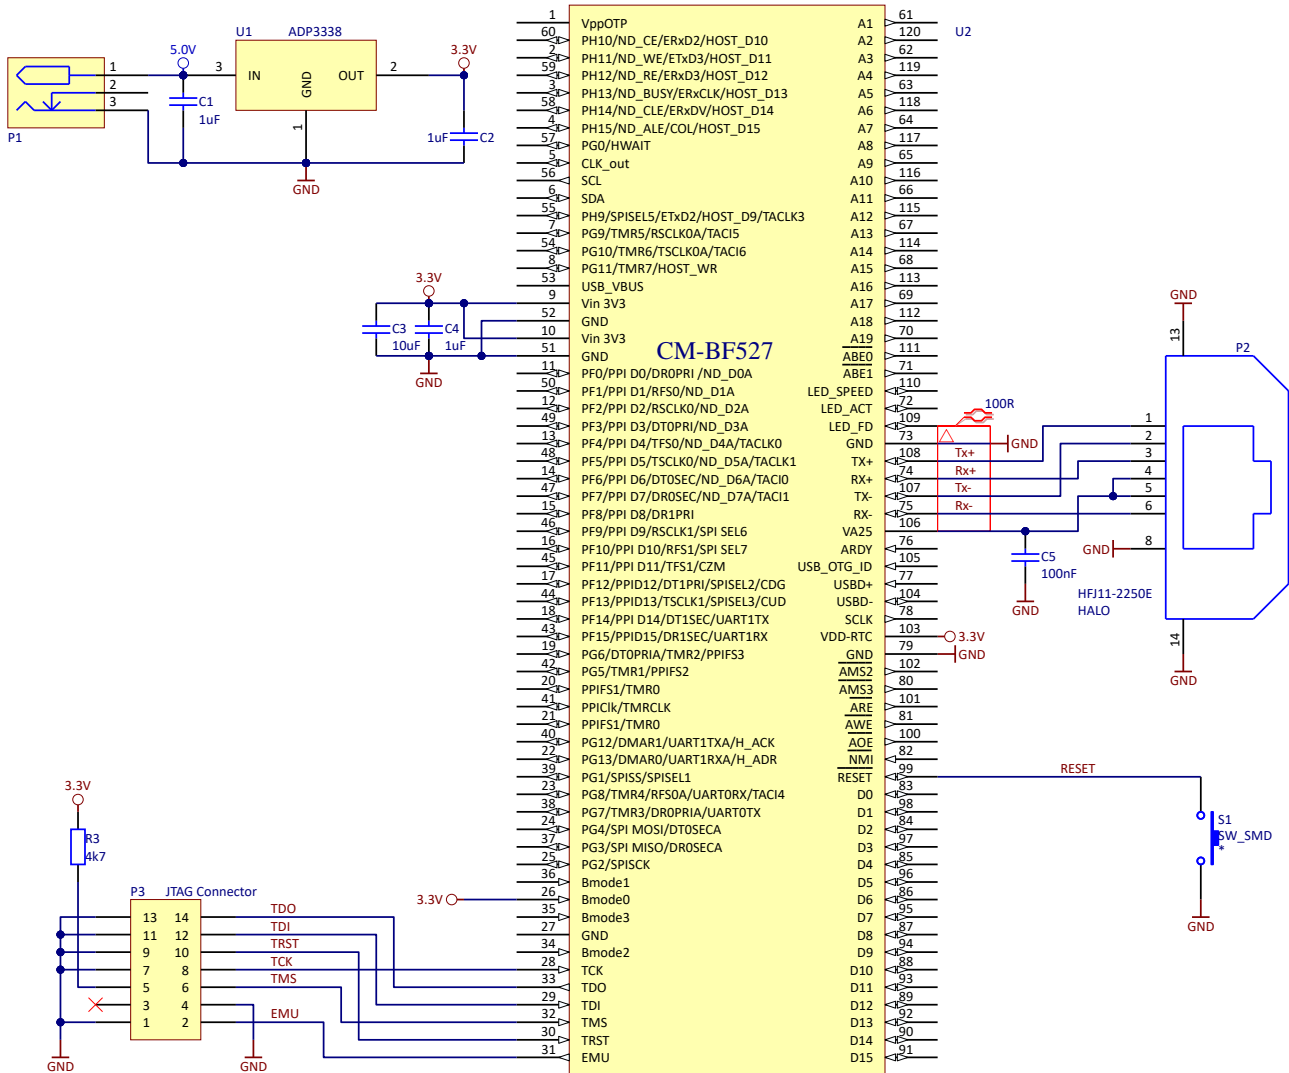 U1 ADP3338
5.0V
3.3V
1
2
3
P1
3 IN OUT 2
GND
1
C1
1uF
1uF C2
GND
U2
CM-BF527
1 VppOTP
60 PH10/ND_CE/ERxD2/HOST_D10
2 PH11/ND_WE/ETxD3/HOST_D11
59 PH12/ND_RE/ERxD3/HOST_D12
3 PH13/ND_BUSY/ERxCLK/HOST_D13
58 PH14/ND_CLE/ERxDV/HOST_D14
4 PH15/ND_ALE/COL/HOST_D15
57 PG0/HWAIT
5 CLK_out
56 SCL
6 SDA
55 PH9/SPISEL5/ETxD2/HOST_D9/TACLK3
7 PG9/TMR5/RSCLK0A/TACI5
54 PG10/TMR6/TSCLK0A/TACI6
8 PG11/TMR7/HOST_WR
53 USB_VBUS
9 Vin 3V3
52 GND
10 Vin 3V3
51 GND
11 PF0/PPI D0/DR0PRI /ND_D0A
50 PF1/PPI D1/RFS0/ND_D1A
12 PF2/PPI D2/RSCLK0/ND_D2A
49 PF3/PPI D3/DT0PRI/ND_D3A
13 PF4/PPI D4/TFS0/ND_D4A/TACLK0
48 PF5/PPI D5/TSCLK0/ND_D5A/TACLK1
14 PF6/PPI D6/DT0SEC/ND_D6A/TACI0
47 PF7/PPI D7/DR0SEC/ND_D7A/TACI1
15 PF8/PPI D8/DR1PRI
46 PF9/PPI D9/RSCLK1/SPI SEL6
16 PF10/PPI D10/RFS1/SPI SEL7
45 PF11/PPI D11/TFS1/CZM
17 PF12/PPID12/DT1PRI/SPISEL2/CDG
44 PF13/PPID13/TSCLK1/SPISEL3/CUD
18 PF14/PPI D14/DT1SEC/UART1TX
43 PF15/PPID15/DR1SEC/UART1RX
19 PG6/DT0PRIA/TMR2/PPIFS3
42 PG5/TMR1/PPIFS2
20 PPIFS1/TMR0
41 PPIClk/TMRCLK
21 PPIFS1/TMR0
40 PG12/DMAR1/UART1TXA/H_ACK
22 PG13/DMAR0/UART1RXA/H_ADR
39 PG1/SPISS/SPISEL1
23 PG8/TMR4/RFS0A/UART0RX/TACI4
38 PG7/TMR3/DR0PRIA/UART0TX
24 PG4/SPI MOSI/DT0SECA
37 PG3/SPI MISO/DR0SECA
25 PG2/SPISCK
36 Bmode1
26 Bmode0
35 Bmode3
27 GND
34 Bmode2
28 TCK
33 TDO
29 TDI
32 TMS
30 TRST
31 EMU
A1 61
A2 120
A3 62
A4 119
A5 63
A6 118
A7 64
A8 117
A9 65
A10 116
A11 66
A12 115
A13 67
A14 114
A15 68
A16 113
A17 69
A18 112
A19 70
ABE0 111
ABE1 71
LED_SPEED 110
LED_ACT 72
LED_FD 109
GND 73
TX+ 108
RX+ 74
TX- 107
RX- 75
VA25 106
ARDY 76
USB_OTG_ID 105
USBD+ 77
USBD- 104
SCLK 78
VDD-RTC 103
GND 79
AMS2 102
AMS3 80
ARE 101
AWE 81
AOE 100
NMI 82
RESET 99
D0 83
D1 98
D2 84
D3 97
D4 85
D5 96
D6 86
D7 95
D8 87
D9 94
D10 88
D11 93
D12 89
D13 92
D14 90
D15 91
3.3V
C3
10uF
C4
1uF
GND
100R
GND
Tx+
Rx+
Tx-
Rx-
C5
100nF
GND
3.3V
GND
GND
13
P2
1
2
3
4
5
6
GND 8
HFJ11-2250E
HALO
14
GND
RESET
S1
SW_SMD
*
GND
3.3V
R3
4k7
3.3V
P3 JTAG Connector
13 14 TDO
11 12 TDI
9 10 TRST
7 8 TCK
5 6 TMS
3 4
1 2 EMU
GND GND